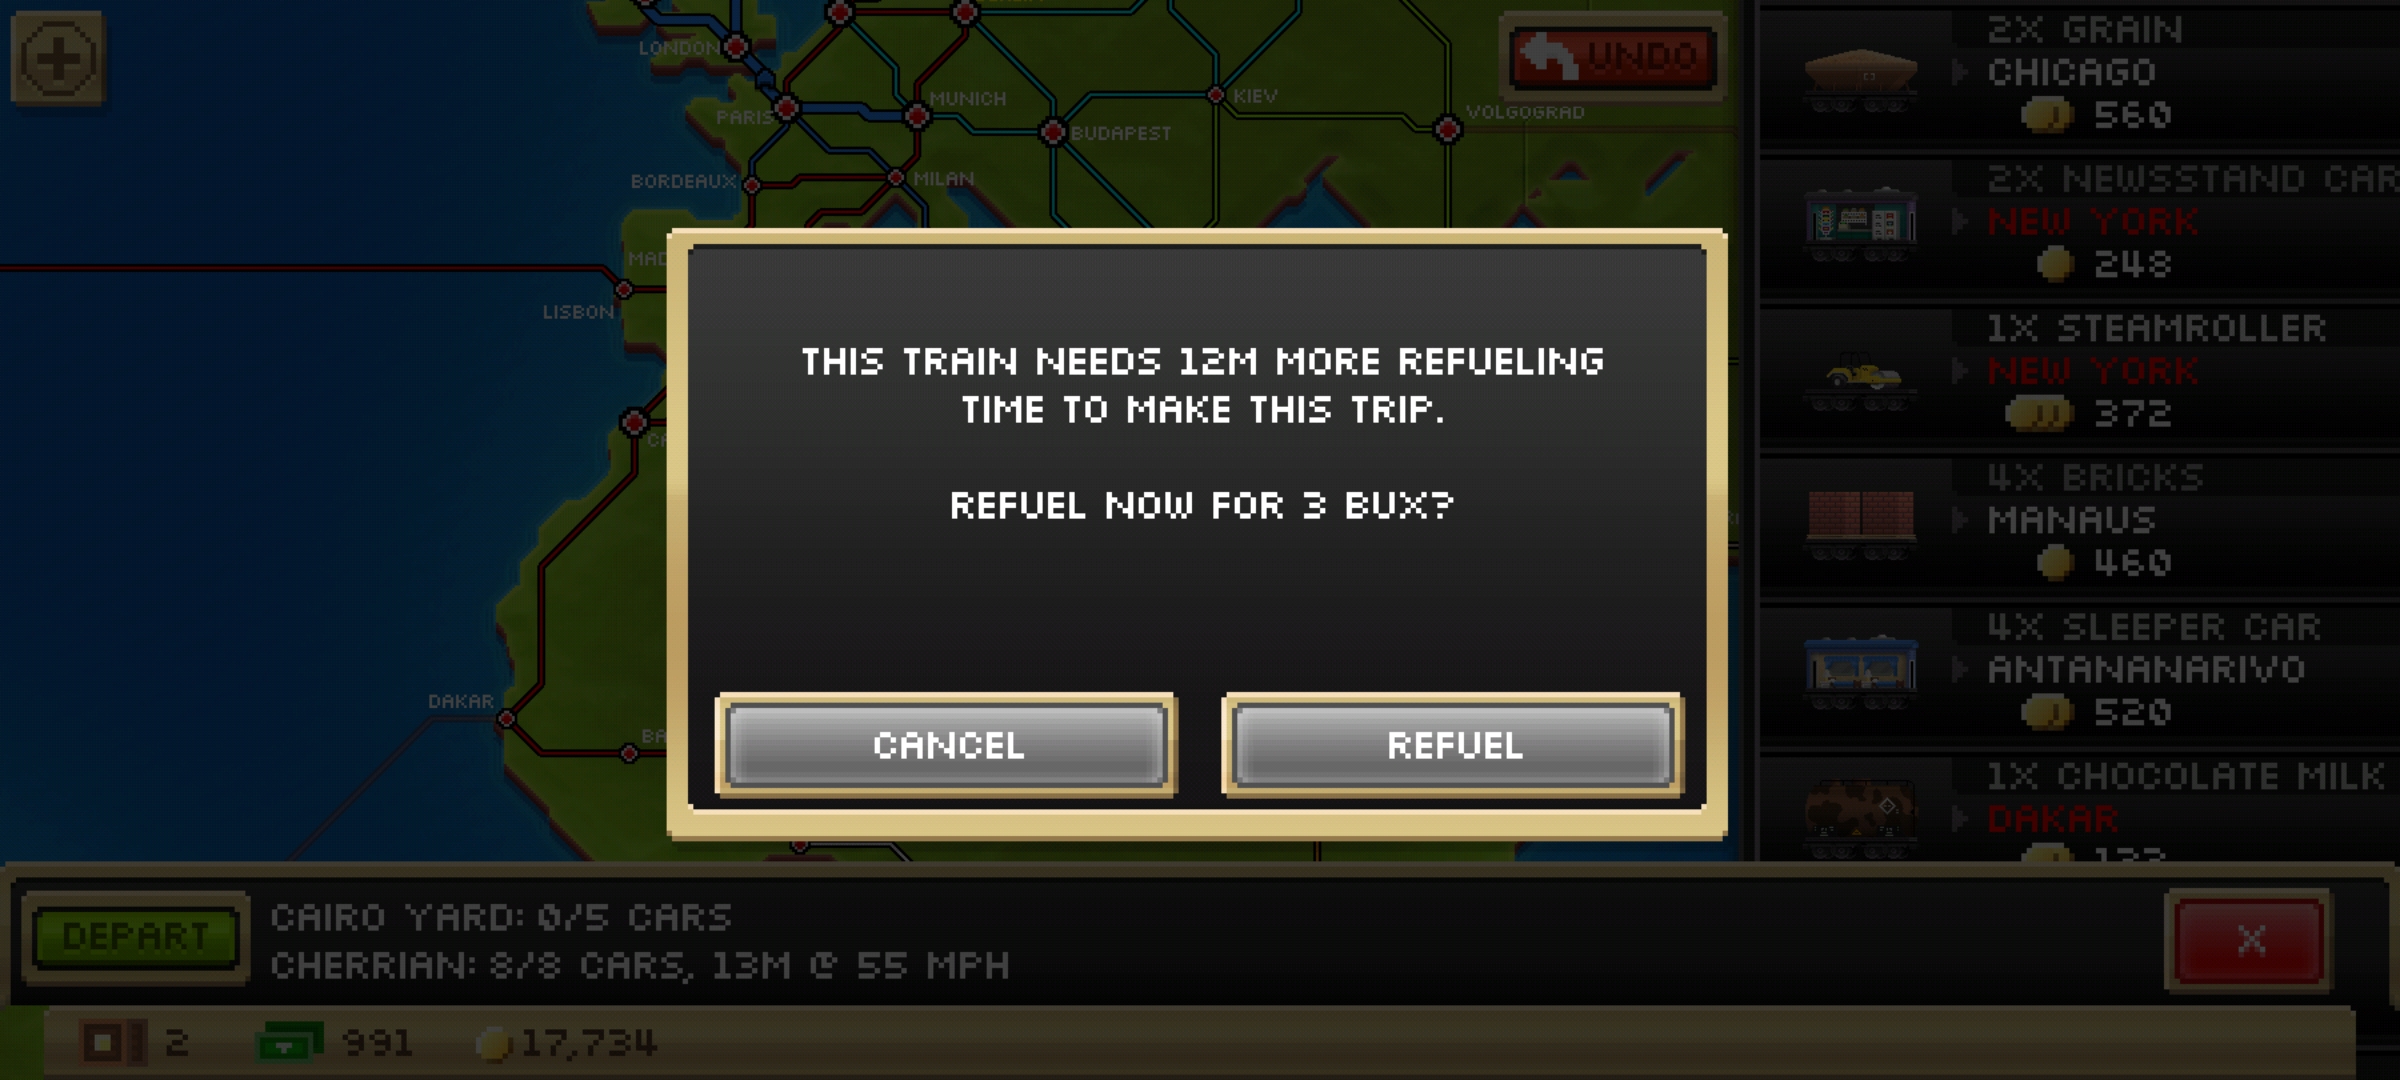 LONDON
UNDO
MUNICH
KIEV
VOLGOGRAD
PARIS
BUDAPEST
BORDEAUX
MILAN
MAD
LISBON
CA
DAKAR
BA
2X GRAIN
CHICAGO
560
2X NEWSSTAND CAR
NEW YORK
248
1X STEAMROLLER
NEW YORK
372
4X BRICKS
MANAUS
460
4X SLEEPER CAR
ANTANANARIVO
520
1X CHOCOLATE MILK
DAKAR
THIS TRAIN NEEDS 12M MORE REFUELING
TIME TO MAKE THIS TRIP.
REFUEL NOW FOR 3 BUX?
CANCEL
REFUEL
DEPART
CAIRO YARD: 0/5 CARS
CHERRIAN: 8/8 CARS, 13M @ 55 MPH
X
2
991
17,734